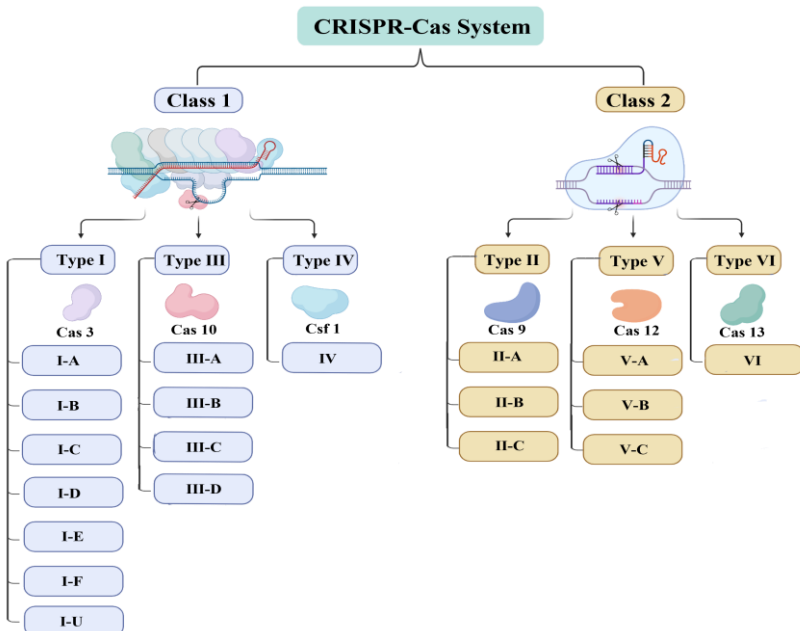 CRISPR-Cas System
Class 1
Class 2
Type I
Type III
Type IV
Type II
Type V
Type VI
Cas 3
Cas 10
Csf 1
Cas 9
Cas 12
Cas 13
I-A
III-A
IV
II-A
V-A
VI
I-B
III-B
II-B
V-B
I-C
III-C
II-C
V-C
I-D
III-D
I-E
I-F
I-U